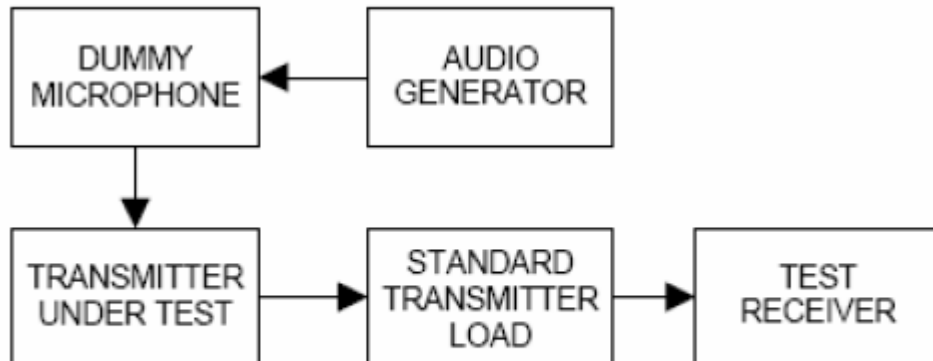 DUMMY
MICROPHONE
AUDIO
GENERATOR
TRANSMITTER
UNDER TEST
STANDARD
TRANSMITTER
LOAD
TEST
RECEIVER